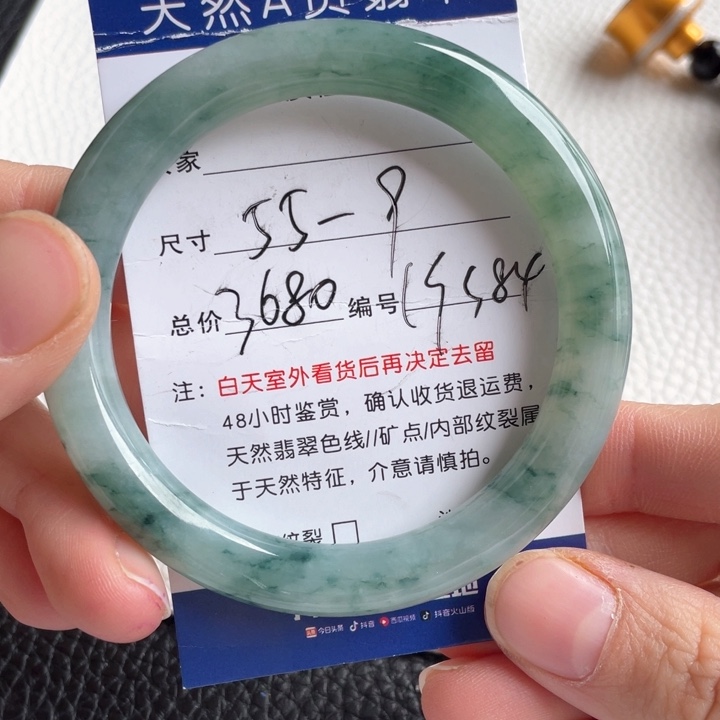 天然A货翡
家
尺寸 55-9
总价 3680 编号 19584
注：白天室外看货后再决定去留
48小时鉴赏，确认收货退运费，
天然翡翠色线//矿点/内部纹裂属
于天然特征，介意请慎拍。
纹裂
今日头条 抖音 西瓜视频 抖音火山版